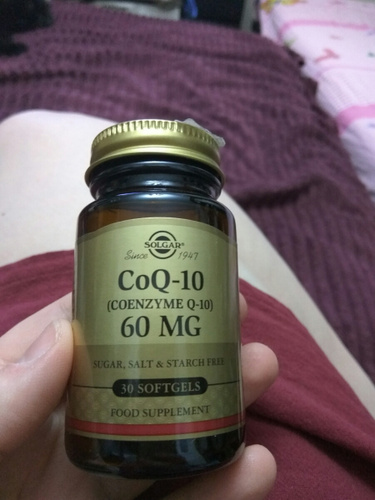 SOLGAR®
Since 1947
CoQ-10
(COENZYME Q-10)
60 MG
SUGAR, SALT & STARCH FREE
30 SOFTGELS
FOOD SUPPLEMENT